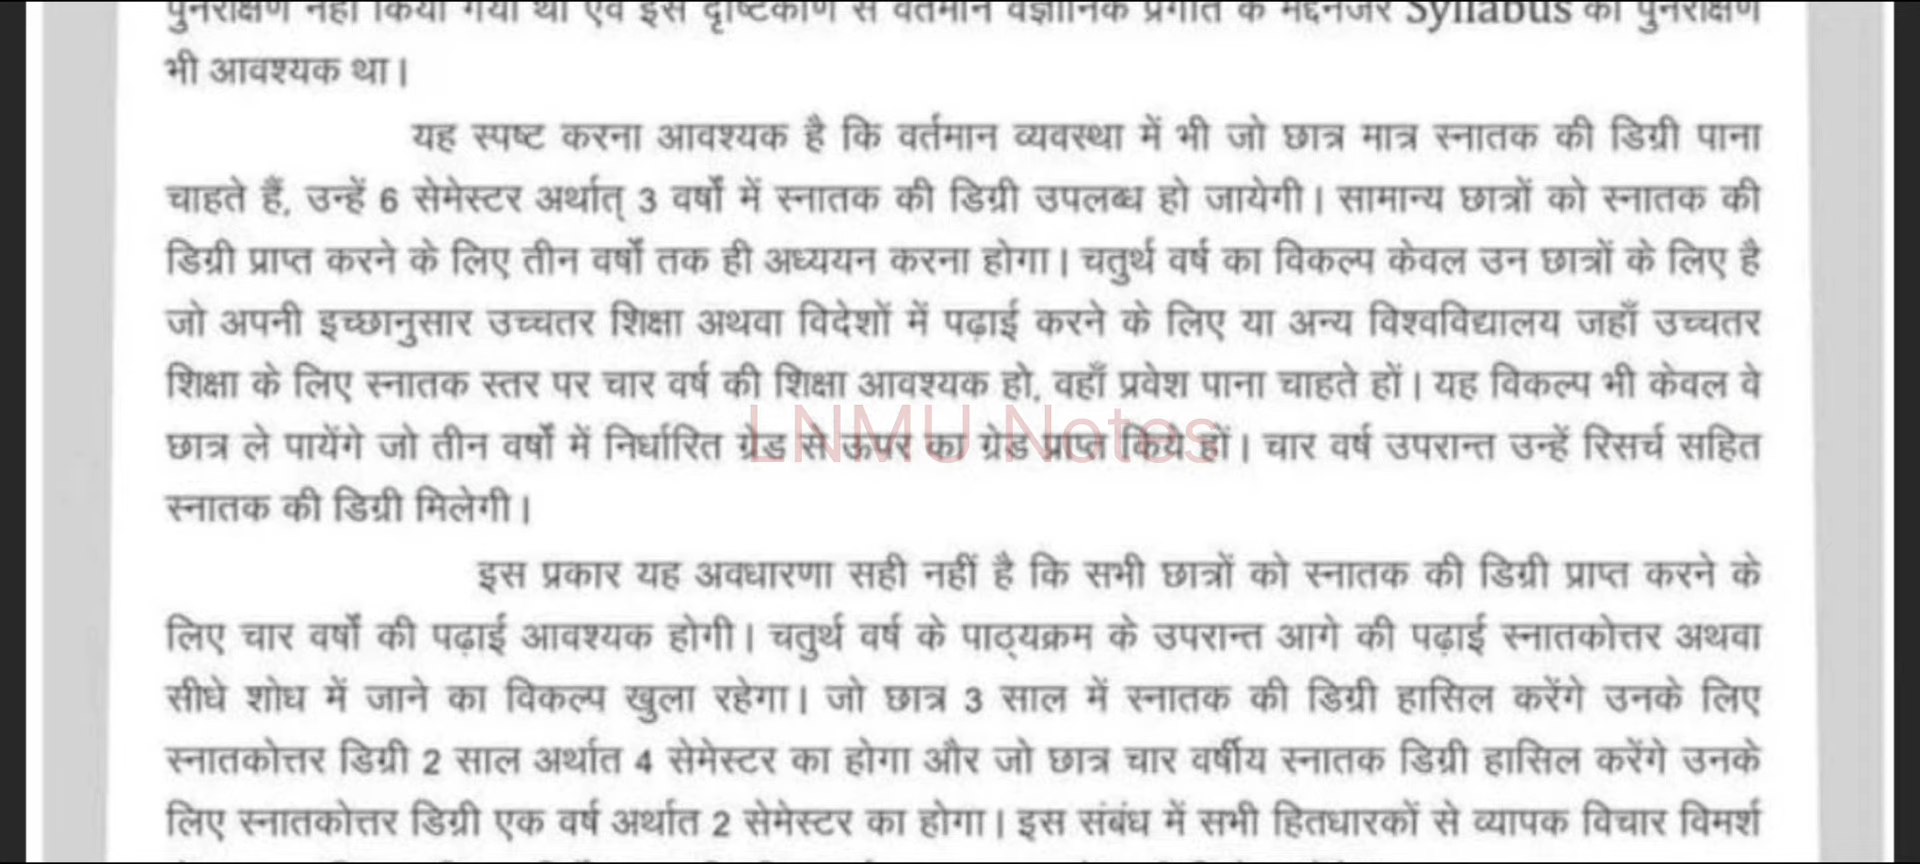 पुनरीक्षण नहीं किया गया था एवं इस दृष्टिकोण से वर्तमान वैज्ञानिक प्रगति के मद्देनजर Syllabus का पुनरीक्षण
भी आवश्यक था।
यह स्पष्ट करना आवश्यक है कि वर्तमान व्यवस्था में भी जो छात्र मात्र स्नातक की डिग्री पाना
चाहते हैं, उन्हें 6 सेमेस्टर अर्थात् 3 वर्षों में स्नातक की डिग्री उपलब्ध हो जायेगी। सामान्य छात्रों को स्नातक की
डिग्री प्राप्त करने के लिए तीन वर्षों तक ही अध्ययन करना होगा। चतुर्थ वर्ष का विकल्प केवल उन छात्रों के लिए है
जो अपनी इच्छानुसार उच्चतर शिक्षा अथवा विदेशों में पढ़ाई करने के लिए या अन्य विश्वविद्यालय जहाँ उच्चतर
शिक्षा के लिए स्नातक स्तर पर चार वर्ष की शिक्षा आवश्यक हो, वहाँ प्रवेश पाना चाहते हों। यह विकल्प भी केवल वे
छात्र ले पायेंगे जो तीन वर्षों में निर्धारित ग्रेड से ऊपर का ग्रेड प्राप्त किये हों। चार वर्ष उपरान्त उन्हें रिसर्च सहित
LNMU Notes
स्नातक की डिग्री मिलेगी।
इस प्रकार यह अवधारणा सही नहीं है कि सभी छात्रों को स्नातक की डिग्री प्राप्त करने के
लिए चार वर्षों की पढ़ाई आवश्यक होगी। चतुर्थ वर्ष के पाठ्यक्रम के उपरान्त आगे की पढ़ाई स्नातकोत्तर अथवा
सीधे शोध में जाने का विकल्प खुला रहेगा। जो छात्र 3 साल में स्नातक की डिग्री हासिल करेंगे उनके लिए
स्नातकोत्तर डिग्री 2 साल अर्थात 4 सेमेस्टर का होगा और जो छात्र चार वर्षीय स्नातक डिग्री हासिल करेंगे उनके
लिए स्नातकोत्तर डिग्री एक वर्ष अर्थात 2 सेमेस्टर का होगा। इस संबंध में सभी हितधारकों से व्यापक विचार विमर्श